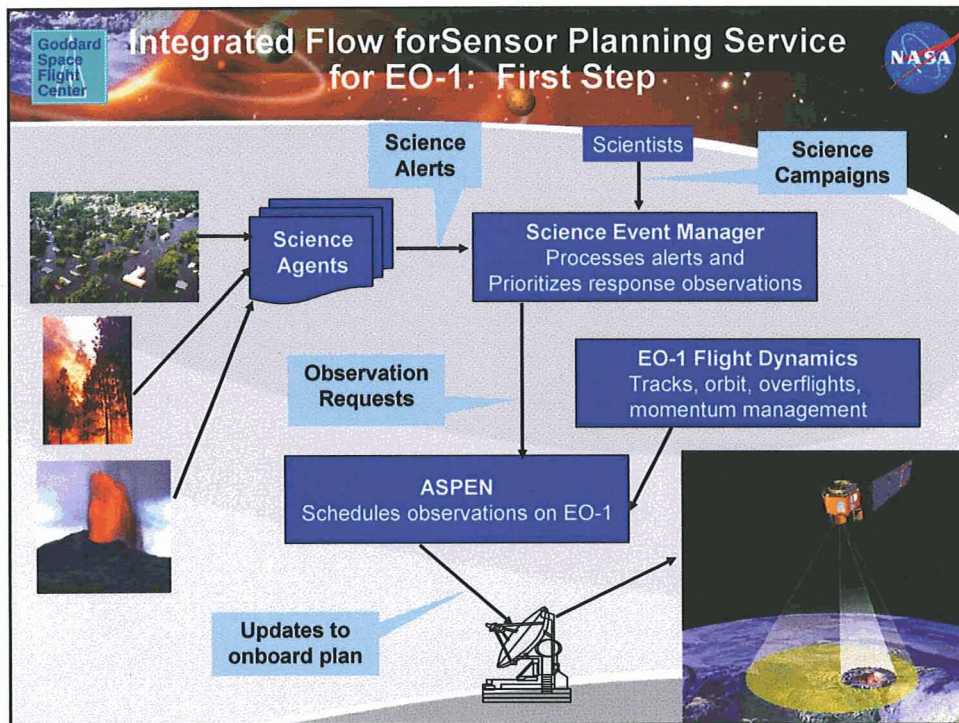 Goddard
Space
Flight
Center
Integrated Flow forSensor Planning Service
for EO-1: First Step
NASA
Science
Alerts
Scientists
Science
Campaigns
Science
Agents
Science Event Manager
Processes alerts and
Prioritizes response observations
Observation
Requests
EO-1 Flight Dynamics
Tracks, orbit, overflights,
momentum management
ASPEN
Schedules observations on EO-1
Updates to
onboard plan